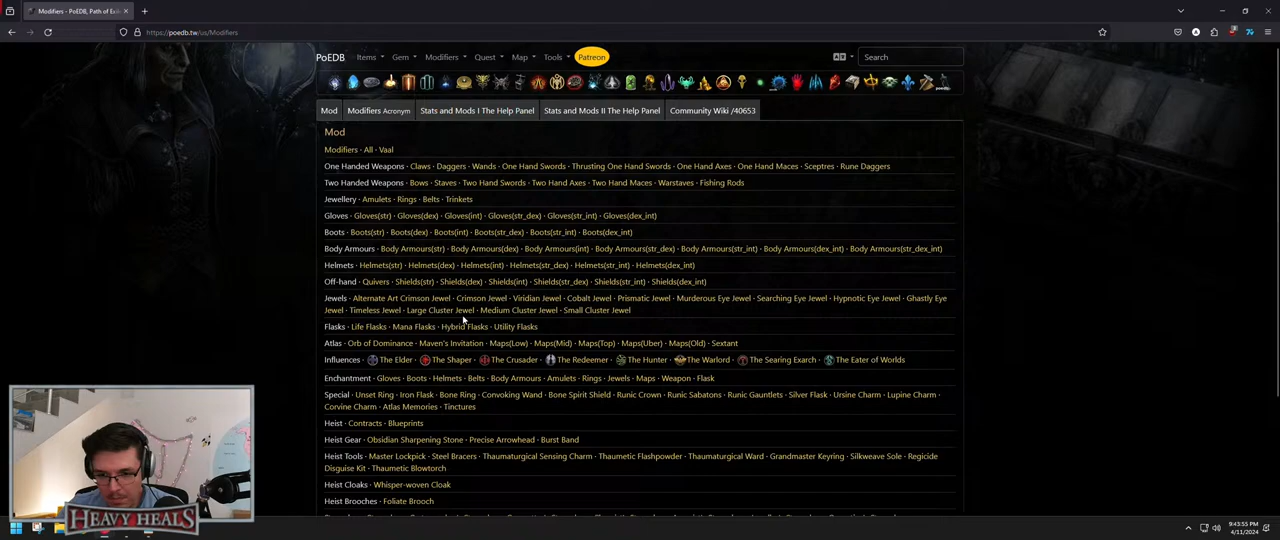 Modifiers - PoEDB, Path of Exil
https://poedb.tw/us/Modifiers
PoEDB Items Gem Modifiers Quest Map Tools Patreon Search
Mod Modifiers Acronym Stats and Mods I The Help Panel Stats and Mods II The Help Panel Community Wiki /40653
Mod
Modifiers · All · Vaal
One Handed Weapons · Claws · Daggers · Wands · One Hand Swords · Thrusting One Hand Swords · One Hand Axes · One Hand Maces · Sceptres · Rune Daggers
Two Handed Weapons · Bows · Staves · Two Hand Swords · Two Hand Axes · Two Hand Maces · Warstaves · Fishing Rods
Jewellery · Amulets · Rings · Belts · Trinkets
Gloves · Gloves(str) · Gloves(dex) · Gloves(int) · Gloves(str_dex) · Gloves(str_int) · Gloves(dex_int)
Boots · Boots(str) · Boots(dex) · Boots(int) · Boots(str_dex) · Boots(str_int) · Boots(dex_int)
Body Armours · Body Armours(str) · Body Armours(dex) · Body Armours(int) · Body Armours(str_dex) · Body Armours(str_int) · Body Armours(dex_int) · Body Armours(str_dex_int)
Helmets · Helmets(str) · Helmets(dex) · Helmets(int) · Helmets(str_dex) · Helmets(str_int) · Helmets(dex_int)
Off-hand · Quivers · Shields(str) · Shields(dex) · Shields(int) · Shields(str_dex) · Shields(str_int) · Shields(dex_int)
Jewels · Alternate Art Crimson Jewel · Crimson Jewel · Viridian Jewel · Cobalt Jewel · Prismatic Jewel · Murderous Eye Jewel · Searching Eye Jewel · Hypnotic Eye Jewel · Ghastly Eye
Jewel · Timeless Jewel · Large Cluster Jewel · Medium Cluster Jewel · Small Cluster Jewel
Flasks · Life Flasks · Mana Flasks · Hybrid Flasks · Utility Flasks
Atlas · Orb of Dominance · Maven's Invitation · Maps(Low) · Maps(Mid) · Maps(Top) · Maps(Uber) · Maps(Old) · Sextant
Influences · The Elder · The Shaper · The Crusader · The Redeemer · The Hunter · The Warlord · The Searing Exarch · The Eater of Worlds
Enchantment · Gloves · Boots · Helmets · Belts · Body Armours · Amulets · Rings · Jewels · Maps · Weapon · Flask
Special · Unset Ring · Iron Flask · Bone Ring · Convoking Wand · Bone Spirit Shield · Runic Crown · Runic Sabatons · Runic Gauntlets · Silver Flask · Ursine Charm · Lupine Charm ·
Corvine Charm · Atlas Memories · Tinctures
Heist · Contracts · Blueprints
Heist Gear · Obsidian Sharpening Stone · Precise Arrowhead · Burst Band
Heist Tools · Master Lockpick · Steel Bracers · Thaumaturgical Sensing Charm · Thaumetic Flashpowder · Thaumaturgical Ward · Grandmaster Keyring · Silkweave Sole · Regicide
Disguise Kit · Thaumetic Blowtorch
Heist Cloaks · Whisper-woven Cloak
Heist Brooches · Foliate Brooch
HEAVY HEALS
9:43:55 PM
4/11/2024